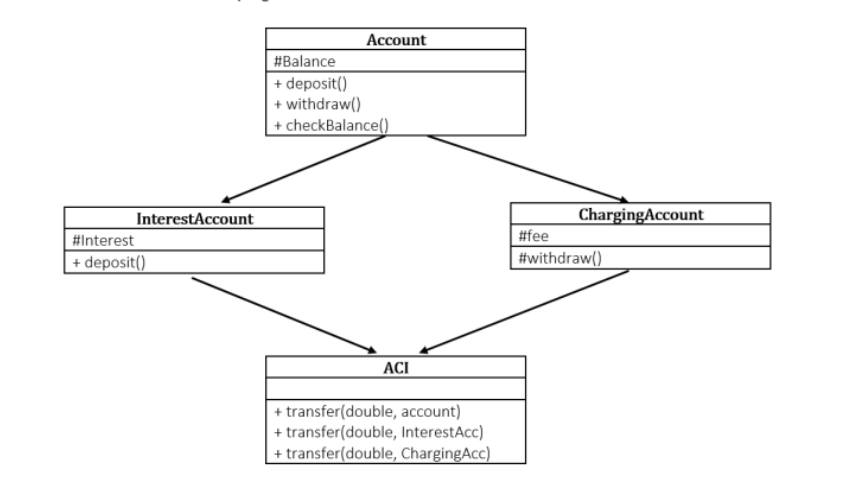 Account
#Balance
+ deposit()
+ withdraw()
+ checkBalance()
InterestAccount
#Interest
+ deposit()
ChargingAccount
#fee
#withdraw()
ACI
+ transfer(double, account)
+ transfer(double, InterestAcc)
+ transfer(double, ChargingAcc)